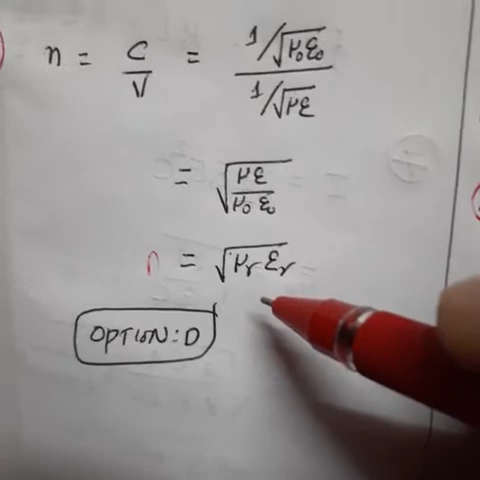 n = C/V = 1/√μ₀ε₀ / 1/√με
= √με/μ₀ε₀
n = √μᵣεᵣ
OPTION: D